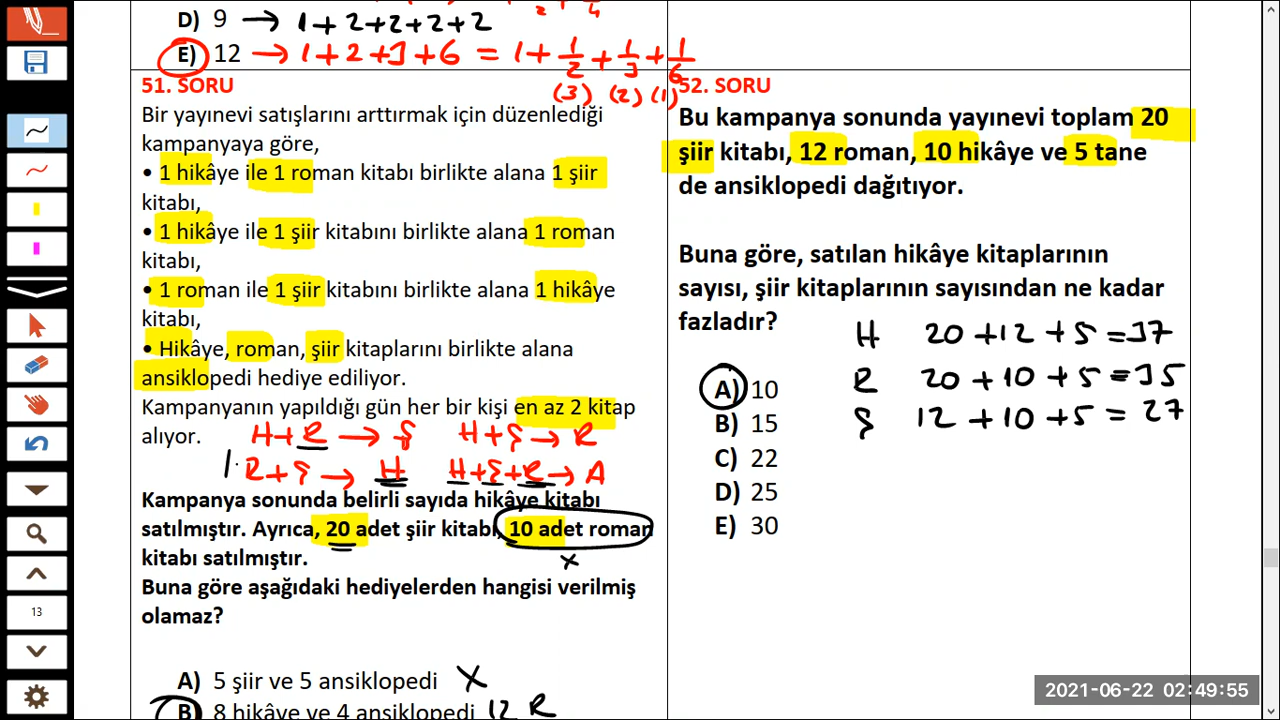 D) 9 → 1+2+2+2+2
E) 12 → 1+2+3+6 = 1 + 1/2 + 1/3 + 1/6
(3) (2) (1)
51. SORU
Bir yayınevi satışlarını arttırmak için düzenlediği
kampanyaya göre,
• 1 hikâye ile 1 roman kitabı birlikte alana 1 şiir
kitabı,
• 1 hikâye ile 1 şiir kitabını birlikte alana 1 roman
kitabı,
• 1 roman ile 1 şiir kitabını birlikte alana 1 hikâye
kitabı,
• Hikâye, roman, şiir kitaplarını birlikte alana
ansiklopedi hediye ediliyor.
Kampanyanın yapıldığı gün her bir kişi en az 2 kitap
alıyor.
H+R → Ş H+Ş → R
R+Ş → H H+Ş+R → A
Kampanya sonunda belirli sayıda hikâye kitabı
satılmıştır. Ayrıca, 20 adet şiir kitabı, 10 adet roman
kitabı satılmıştır.
x
Buna göre aşağıdaki hediyelerden hangisi verilmiş
olamaz?
A) 5 şiir ve 5 ansiklopedi X
B) 8 hikâye ve 4 ansiklopedi 12 R
52. SORU
Bu kampanya sonunda yayınevi toplam 20
şiir kitabı, 12 roman, 10 hikâye ve 5 tane
de ansiklopedi dağıtıyor.
Buna göre, satılan hikâye kitaplarının
sayısı, şiir kitaplarının sayısından ne kadar
fazladır?
H 20 + 12 + 5 = 37
R 20 + 10 + 5 = 35
Ş 12 + 10 + 5 = 27
A) 10
B) 15
C) 22
D) 25
E) 30
13
2021-06-22 02:49:55